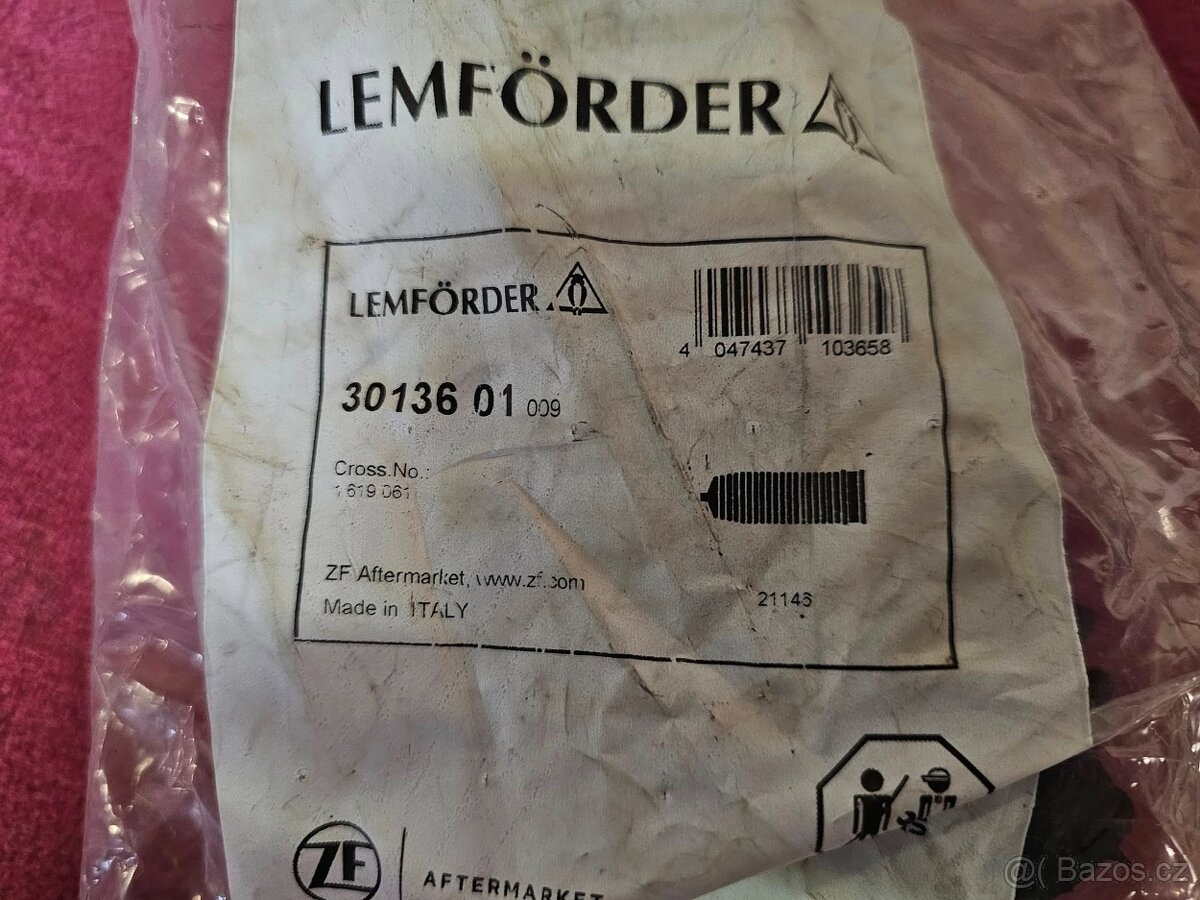 LEMFÖRDER
LEMFÖRDER
4 047437 103658
30136 01 009
Cross.No.:
1 619 061
ZF Aftermarket, www.zf.com
Made in ITALY
21143
ZF AFTERMARKET
@( Bazos.cz